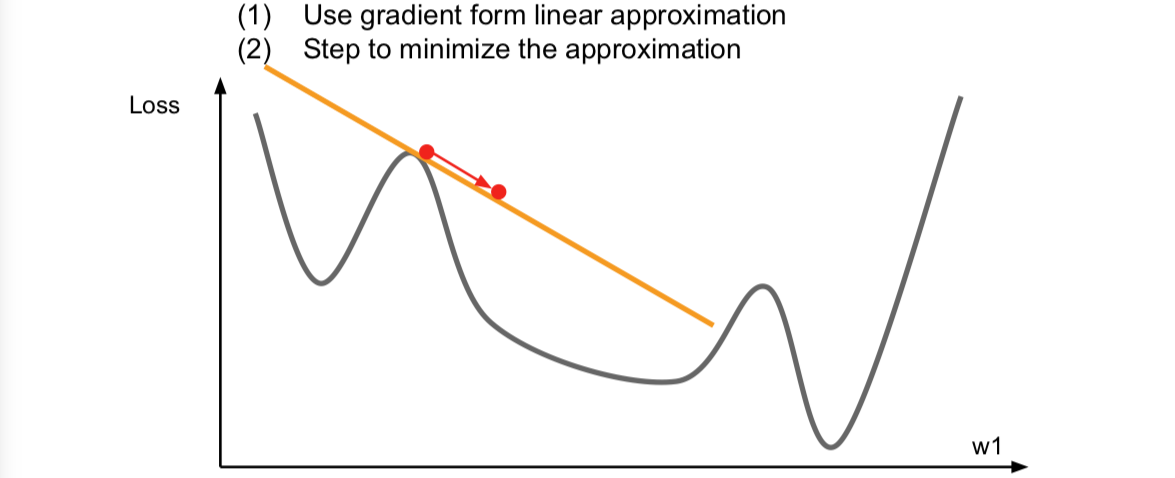 (1) Use gradient form linear approximation
(2) Step to minimize the approximation
Loss
w1